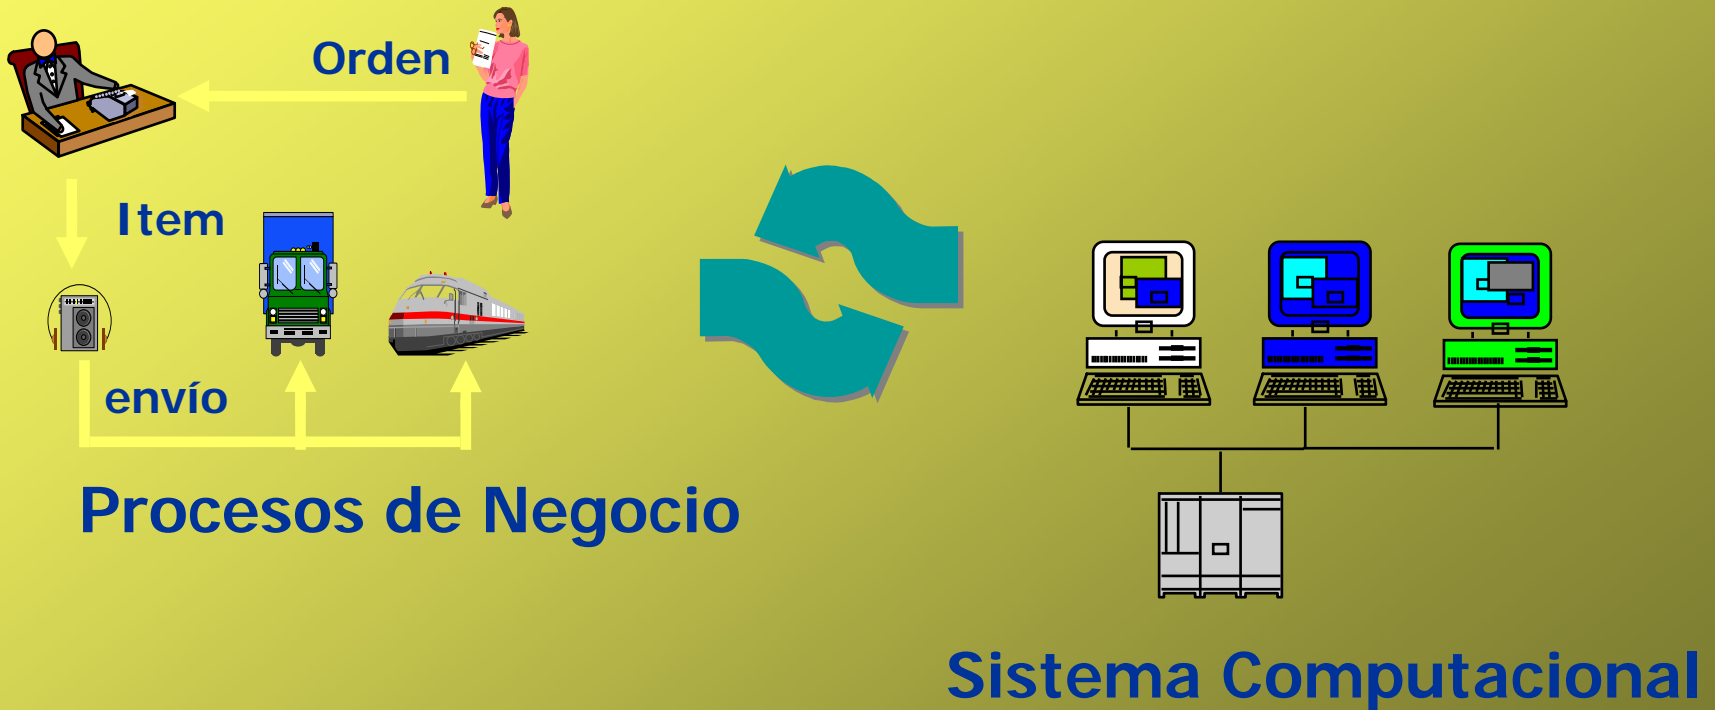 Orden
Item
envío
Procesos de Negocio
Sistema Computacional